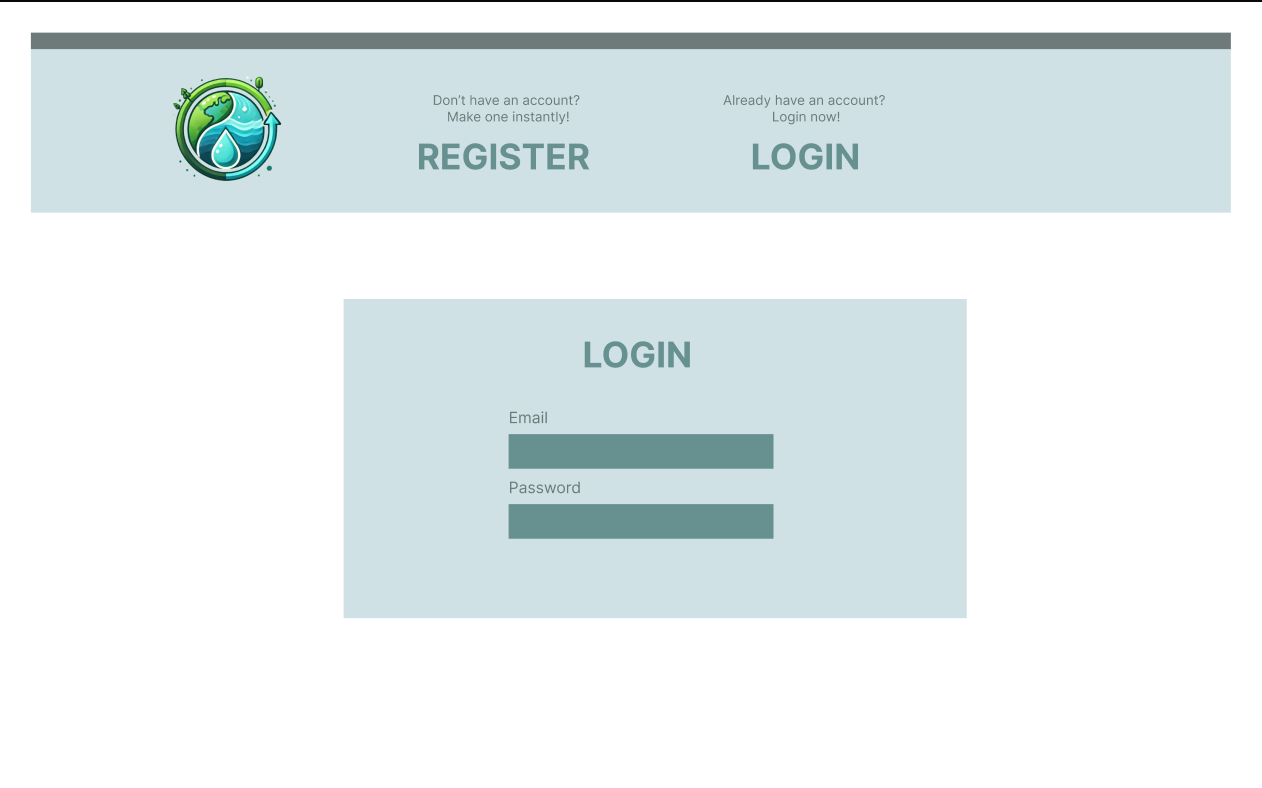 Don't have an account?
Make one instantly!
REGISTER
Already have an account?
Login now!
LOGIN
LOGIN
Email
Password